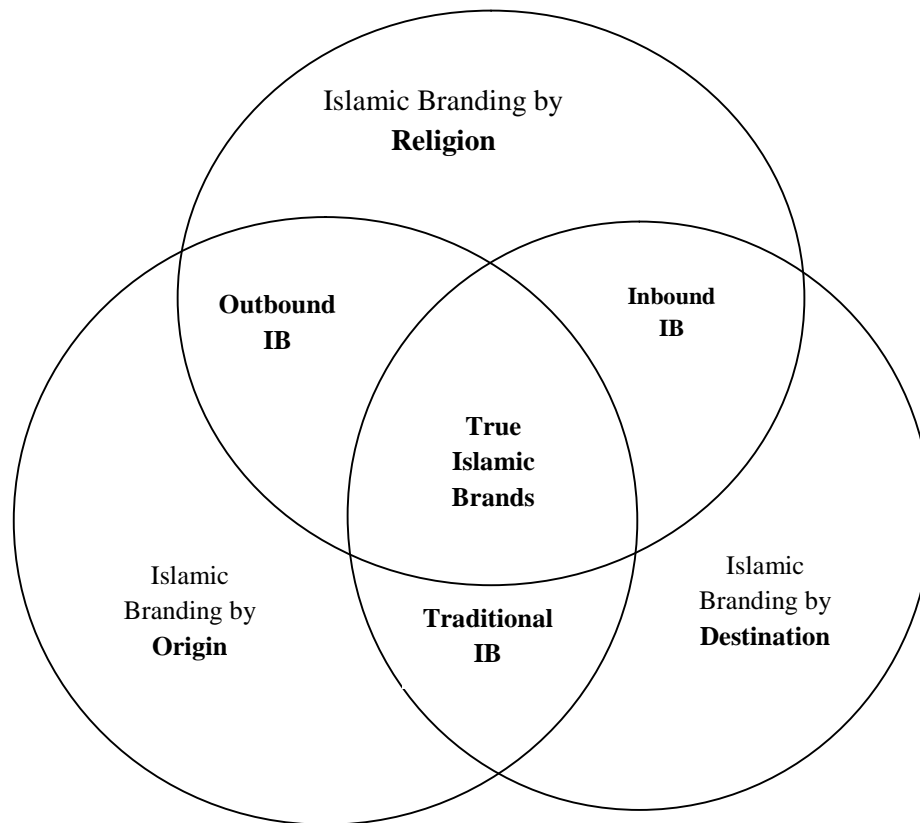 Islamic Branding by
Religion
Outbound
IB
Inbound
IB
True
Islamic
Brands
Islamic
Branding by
Origin
Traditional
IB
Islamic
Branding by
Destination